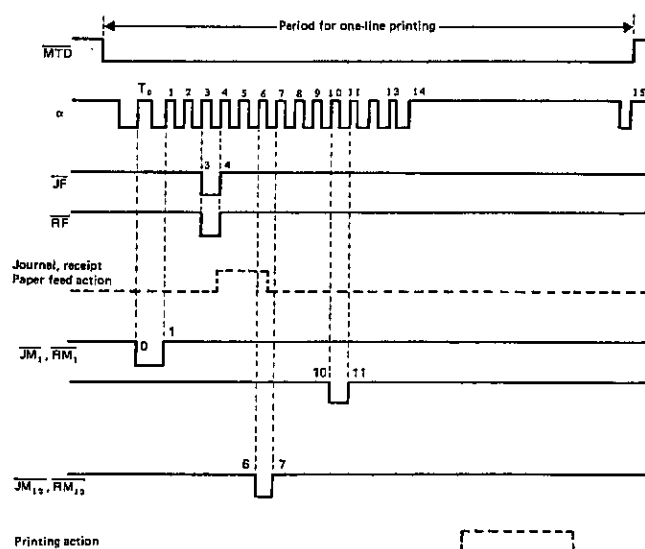 Period for one-line printing
MTD
T₀ 1 2 3 4 5 6 7 8 9 10 11 13 14 15
α
3 4
JF
RF
Journal, receipt
Paper feed action
0 1
JM₁, RM₁
10 11
6 7
JM₁₂, RM₁₂
Printing action